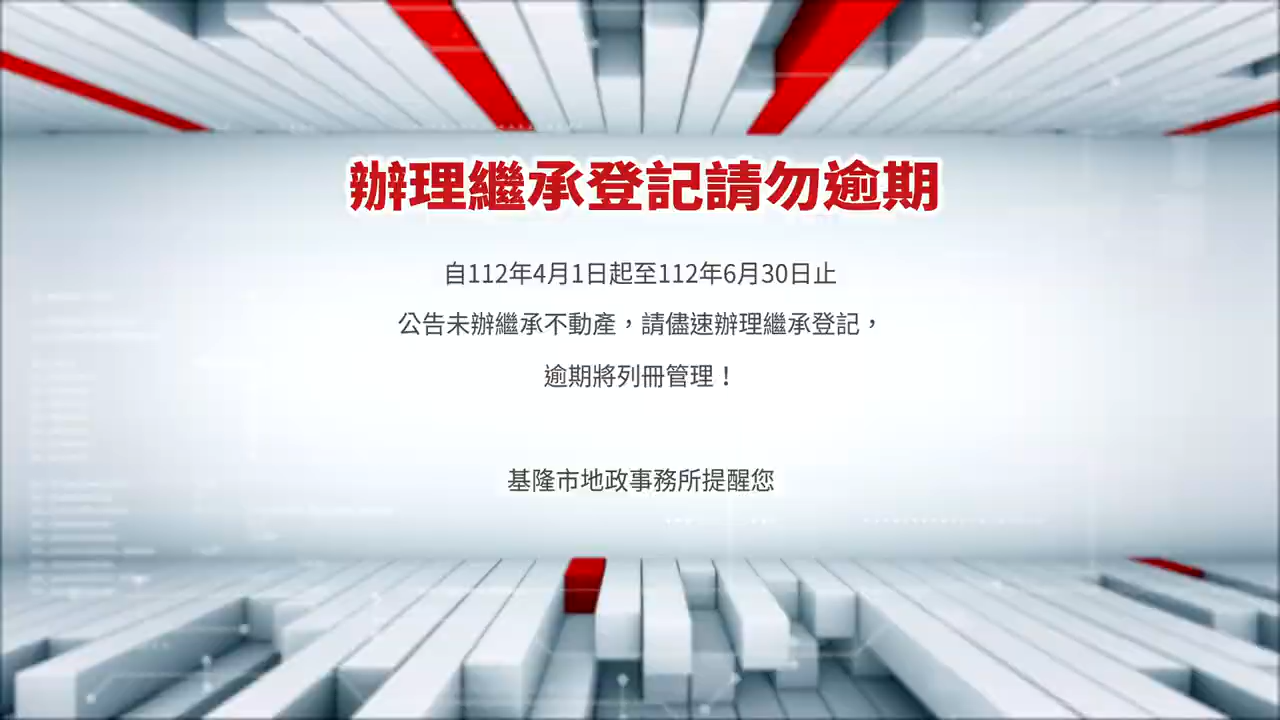 辦理繼承登記請勿逾期
自112年4月1日起至112年6月30日止
公告未辦繼承不動產，請儘速辦理繼承登記，
逾期將列冊管理！
基隆市地政事務所提醒您